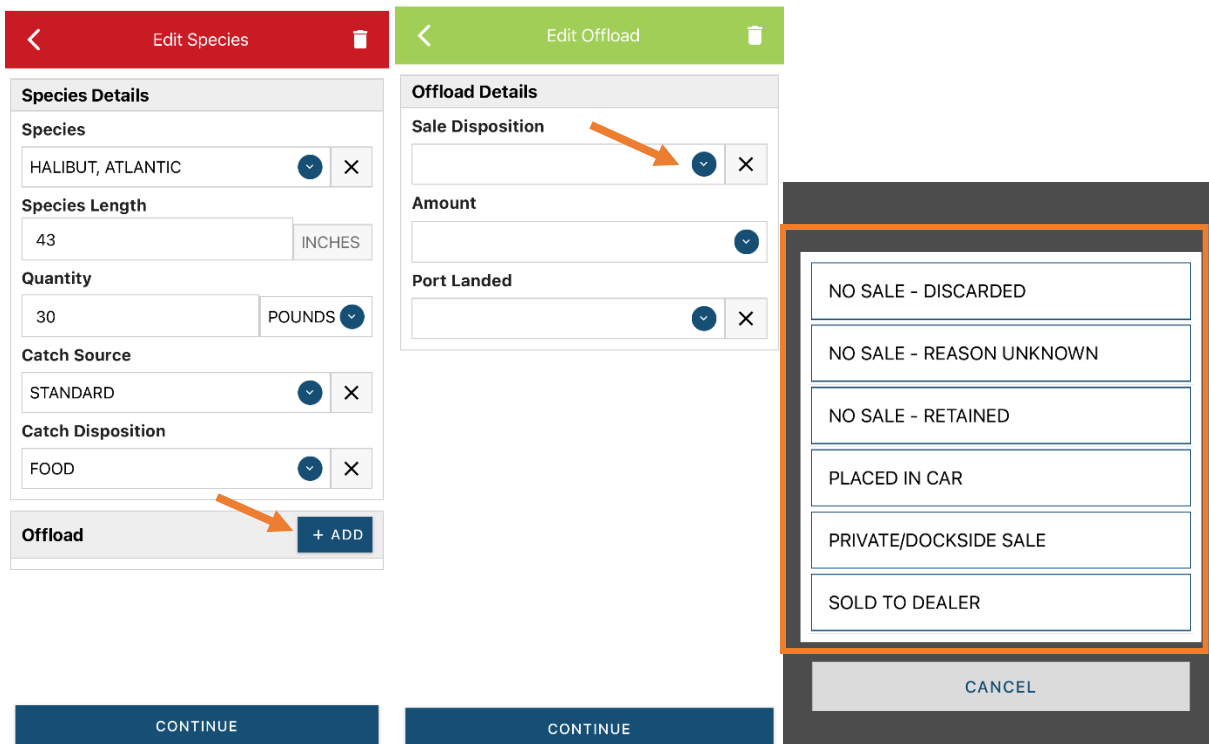 Edit Species
Species Details
Species
HALIBUT, ATLANTIC
Species Length
43 INCHES
Quantity
30 POUNDS
Catch Source
STANDARD
Catch Disposition
FOOD
Offload + ADD
CONTINUE
Edit Offload
Offload Details
Sale Disposition
Amount
Port Landed
CONTINUE
NO SALE - DISCARDED
NO SALE - REASON UNKNOWN
NO SALE - RETAINED
PLACED IN CAR
PRIVATE/DOCKSIDE SALE
SOLD TO DEALER
CANCEL